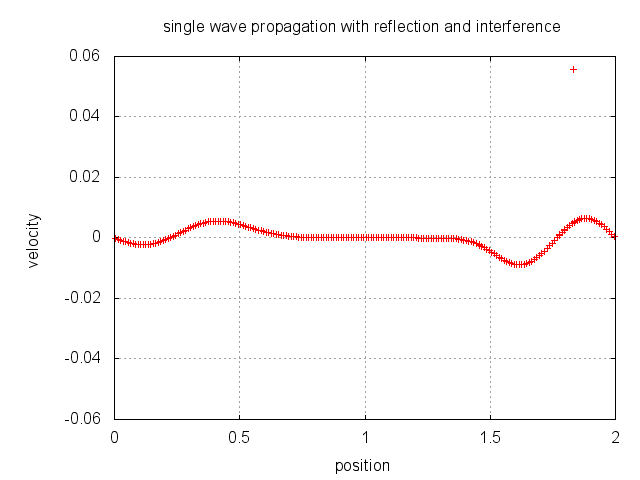 single wave propagation with reflection and interference
0.06
0.04
0.02
0
-0.02
-0.04
-0.06
velocity
0 0.5 1 1.5 2
position